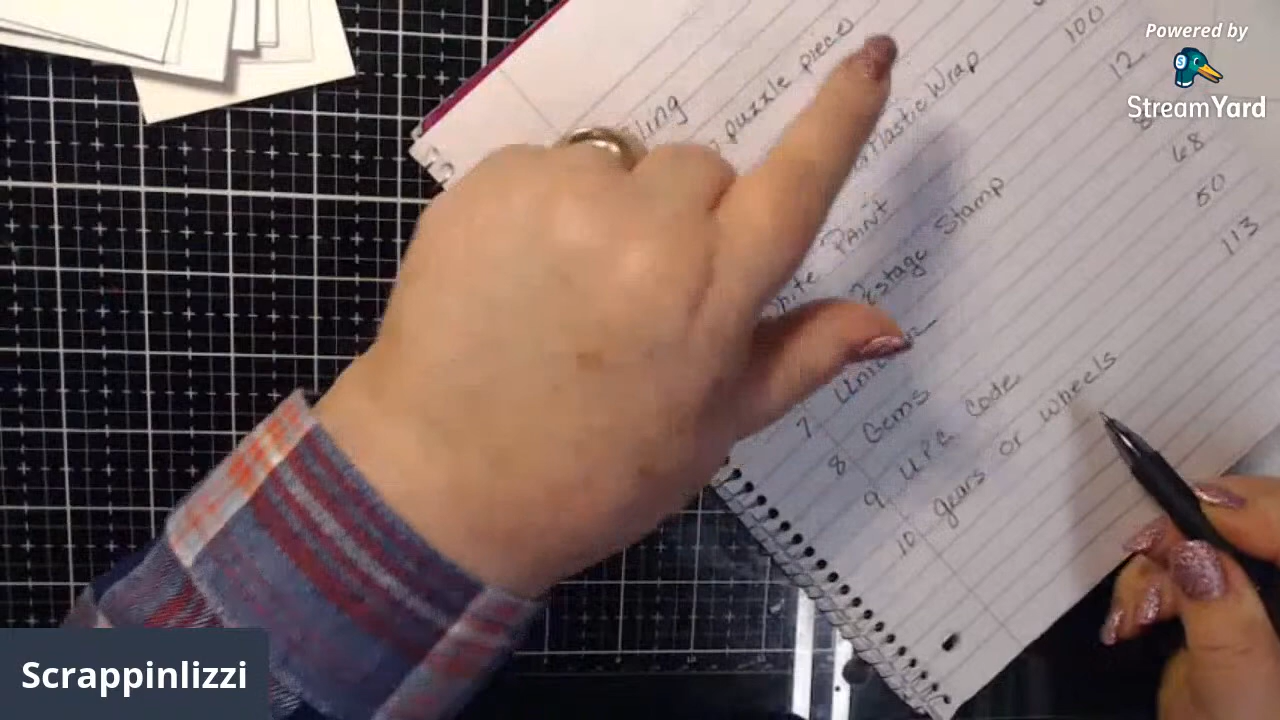 Powered by
StreamYard
ling
puzzle piece
Plastic Wrap 100
Paint 12
Postage Stamp
68
7 50
8 Gems 113
9 UPC Code
10 gears or wheels
Scrappinlizzi